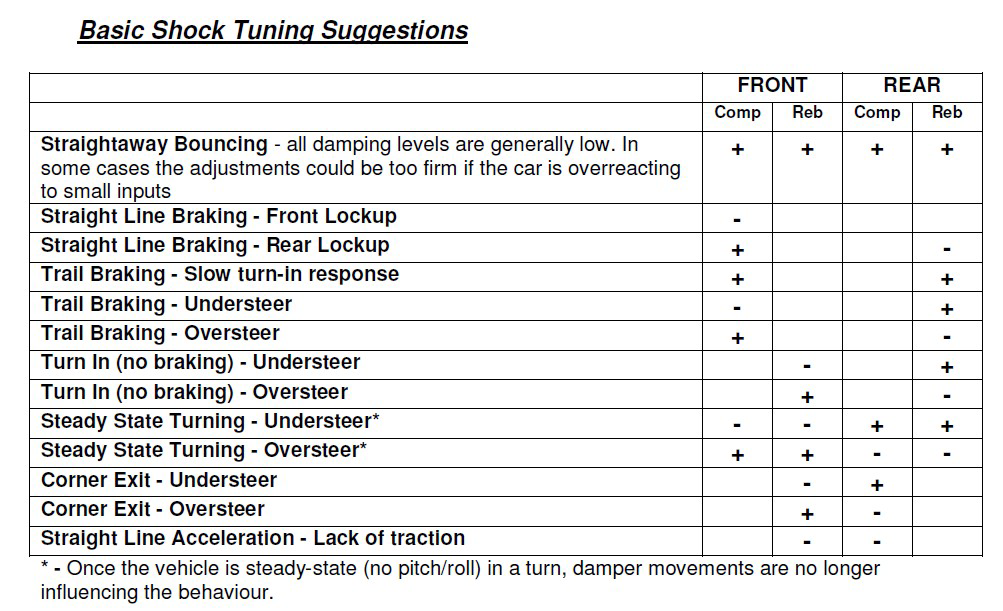 Basic Shock Tuning Suggestions
FRONT REAR
Comp Reb Comp Reb
Straightaway Bouncing - all damping levels are generally low. In
some cases the adjustments could be too firm if the car is overreacting
to small inputs + + + +
Straight Line Braking - Front Lockup -
Straight Line Braking - Rear Lockup + -
Trail Braking - Slow turn-in response + +
Trail Braking - Understeer - +
Trail Braking - Oversteer + -
Turn In (no braking) - Understeer - +
Turn In (no braking) - Oversteer + -
Steady State Turning - Understeer* - - + +
Steady State Turning - Oversteer* + + - -
Corner Exit - Understeer - +
Corner Exit - Oversteer + -
Straight Line Acceleration - Lack of traction - -
* - Once the vehicle is steady-state (no pitch/roll) in a turn, damper movements are no longer
influencing the behaviour.